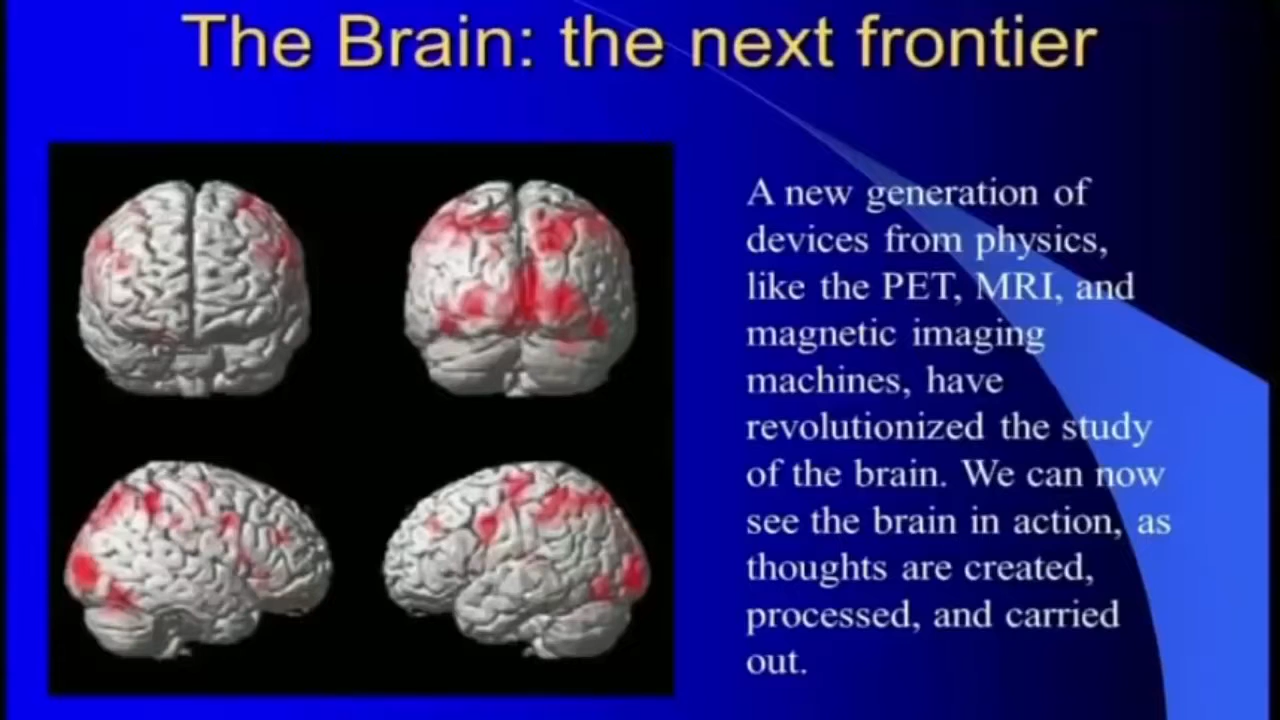 The Brain: the next frontier
A new generation of
devices from physics,
like the PET, MRI, and
magnetic imaging
machines, have
revolutionized the study
of the brain. We can now
see the brain in action, as
thoughts are created,
processed, and carried
out.